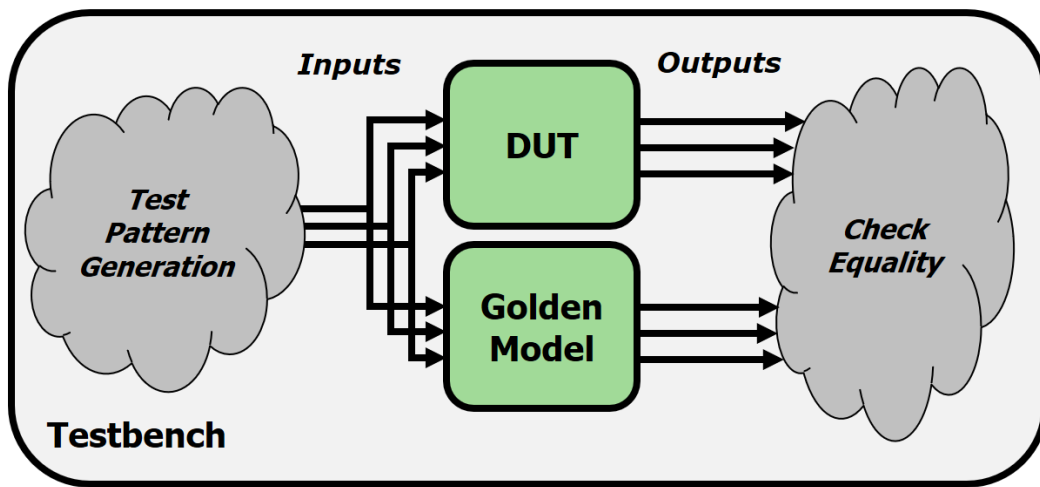 Inputs
Outputs
DUT
Test
Pattern
Generation
Check
Equality
Golden
Model
Testbench